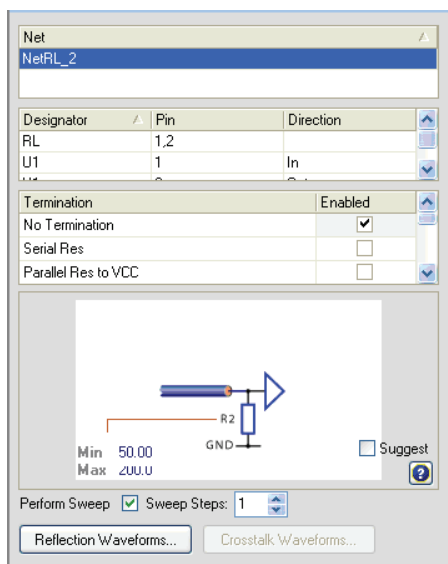 Net
NetRL_2
Designator Pin Direction
RL 1,2
U1 1 In
Termination Enabled
No Termination
Serial Res
Parallel Res to VCC
R2
GND
Min 50.00
Max 200.0
Suggest
Perform Sweep Sweep Steps: 1
Reflection Waveforms... Crosstalk Waveforms...